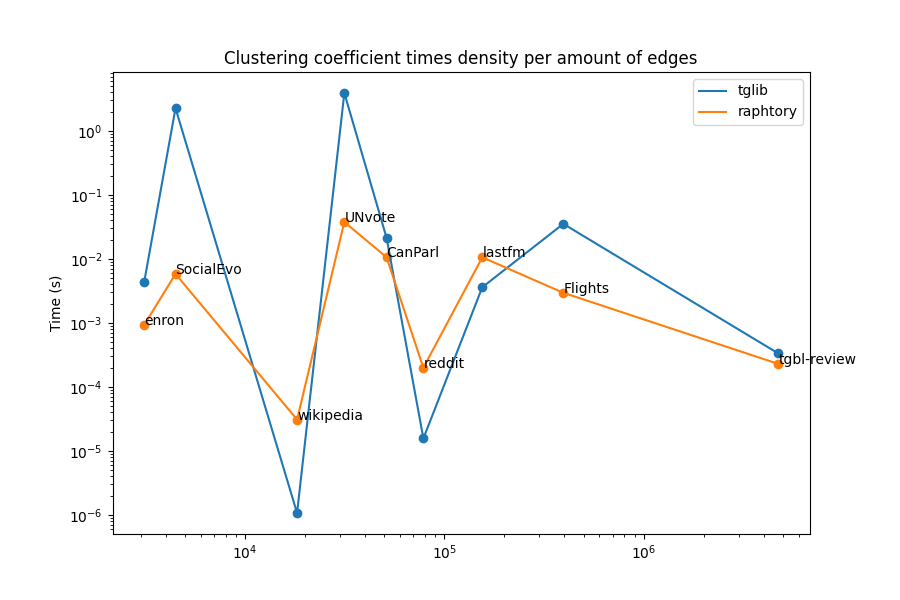 Clustering coefficient times density per amount of edges
tglib
raphtory
Time (s)
10^0
10^-1
10^-2
10^-3
10^-4
10^-5
10^-6
UNvote
CanParl
lastfm
SocialEvo
Flights
enron
reddit
tgbl-review
wikipedia
10^4
10^5
10^6